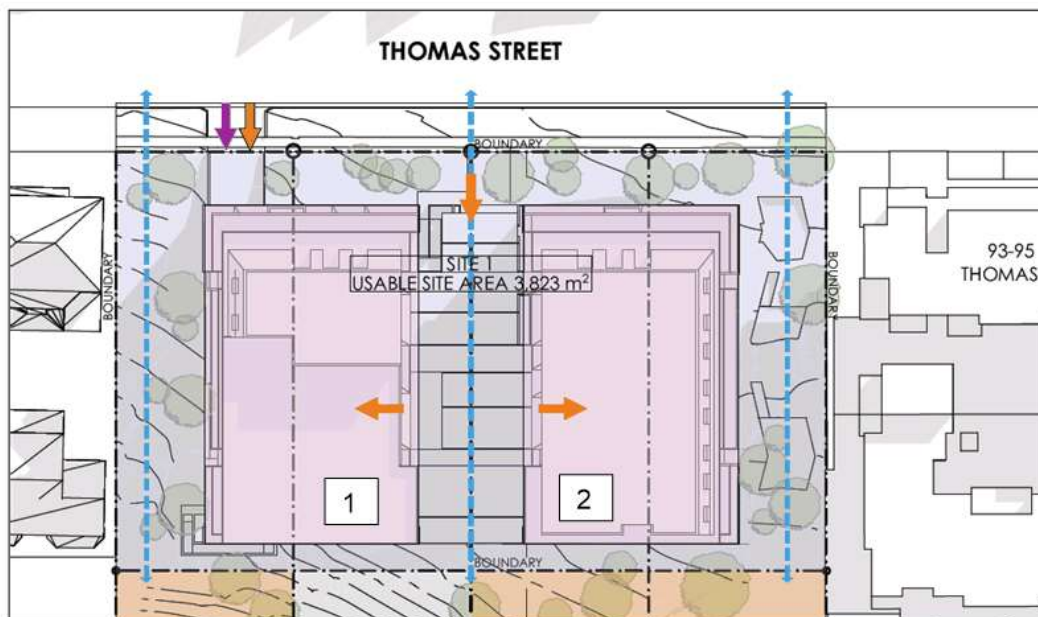 THOMAS STREET
BOUNDARY
SITE 1
USABLE SITE AREA 3,823 m²
BOUNDARY
BOUNDARY
93-95
THOMAS
1
2
BOUNDARY